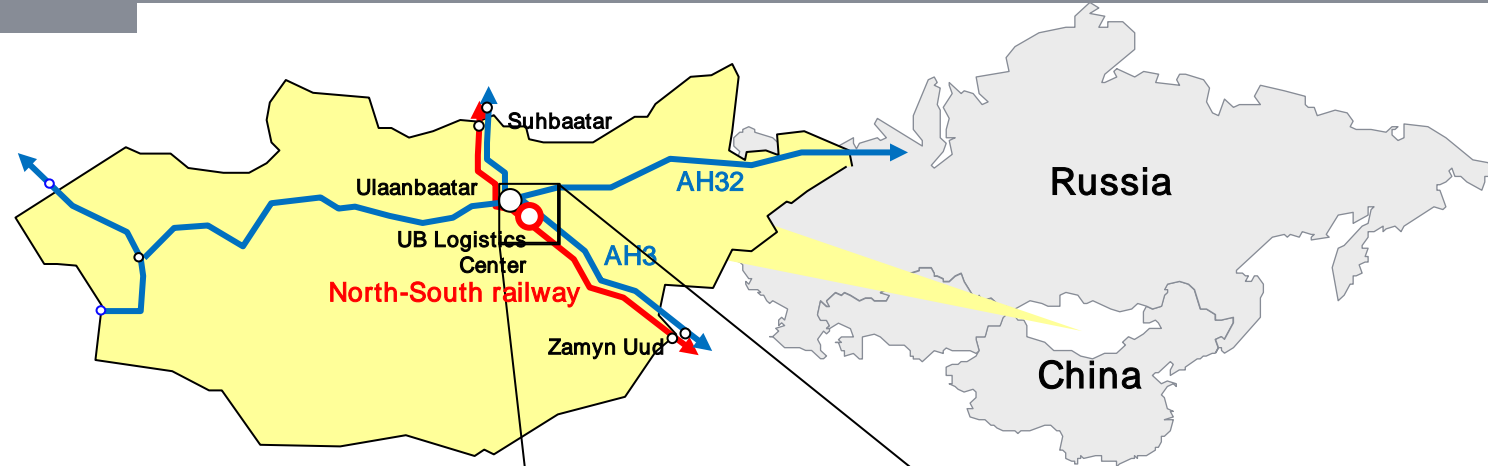 Suhbaatar
Ulaanbaatar
AH32
Russia
UB Logistics
Center
AH3
North-South railway
Zamyn Uud
China